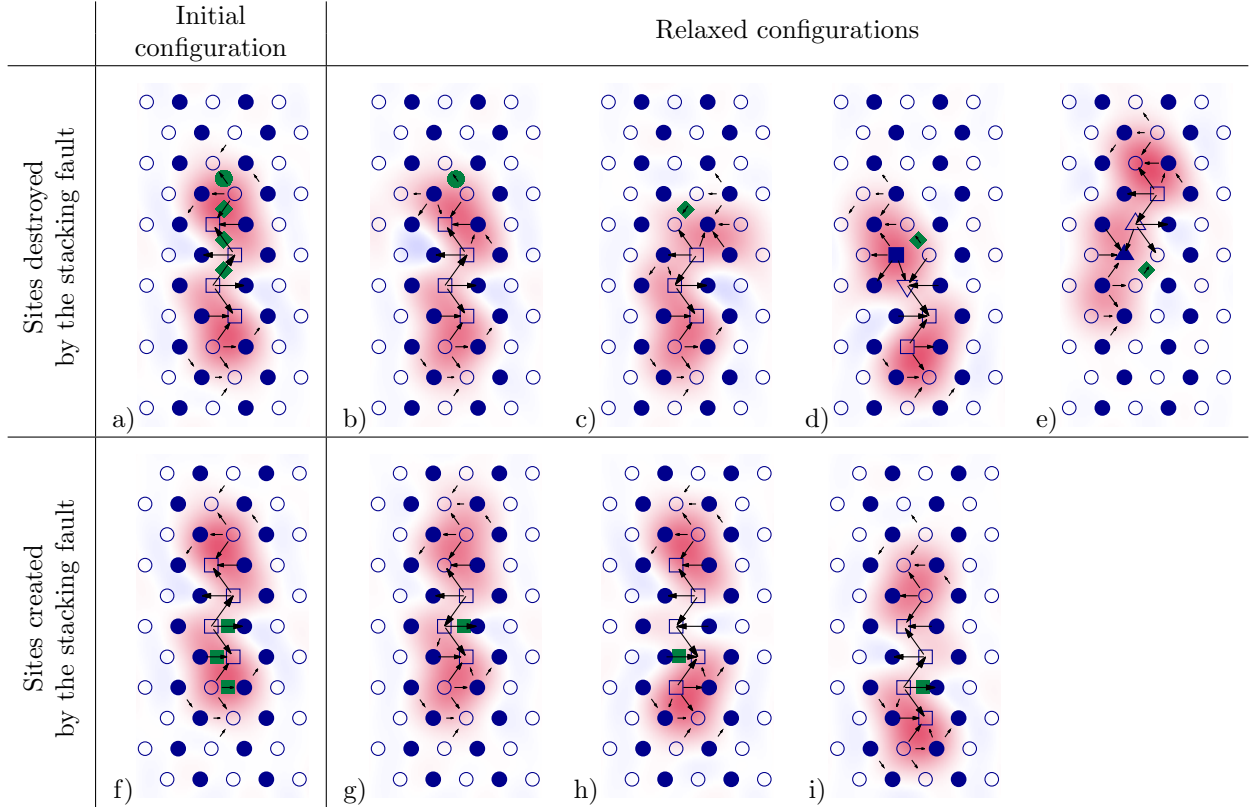 Initial
configuration
Relaxed configurations
Sites destroyed
by the stacking fault
a)
b)
c)
d)
e)
Sites created
by the stacking fault
f)
g)
h)
i)